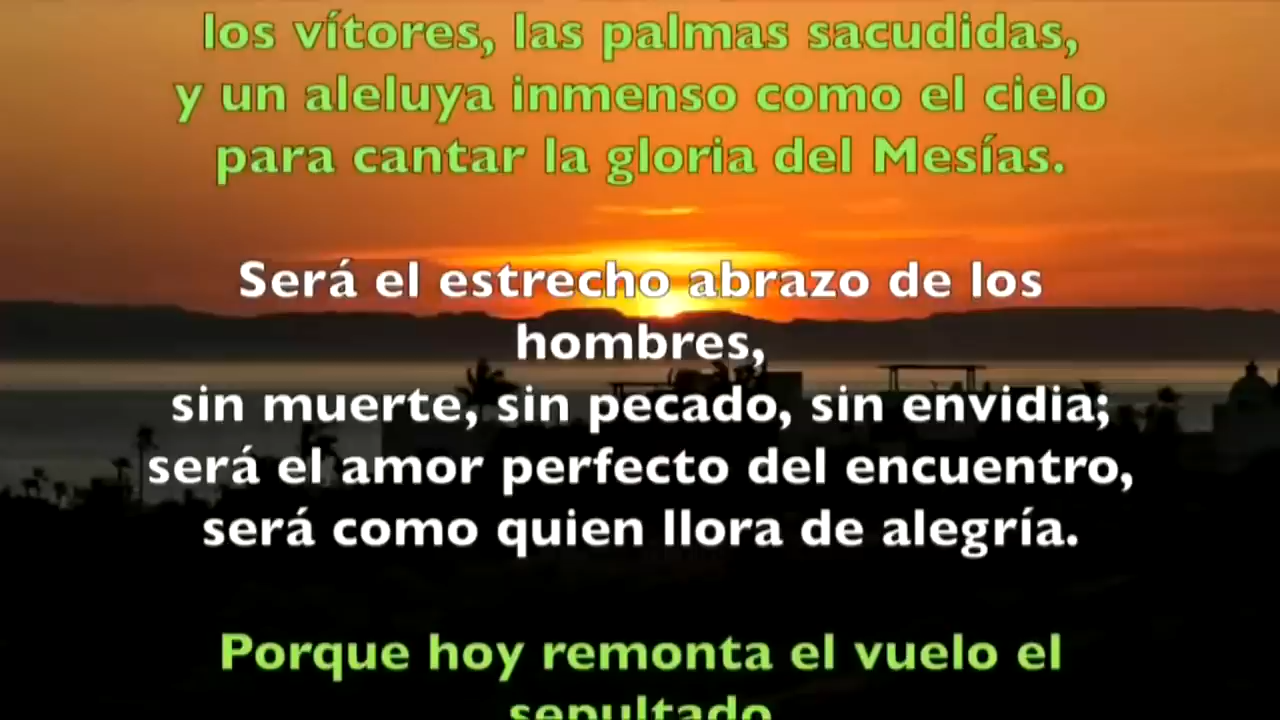 los vítores, las palmas sacudidas,
y un aleluya inmenso como el cielo
para cantar la gloria del Mesías.
Será el estrecho abrazo de los
hombres,
sin muerte, sin pecado, sin envidia;
será el amor perfecto del encuentro,
será como quien llora de alegría.
Porque hoy remonta el vuelo el
sepultado